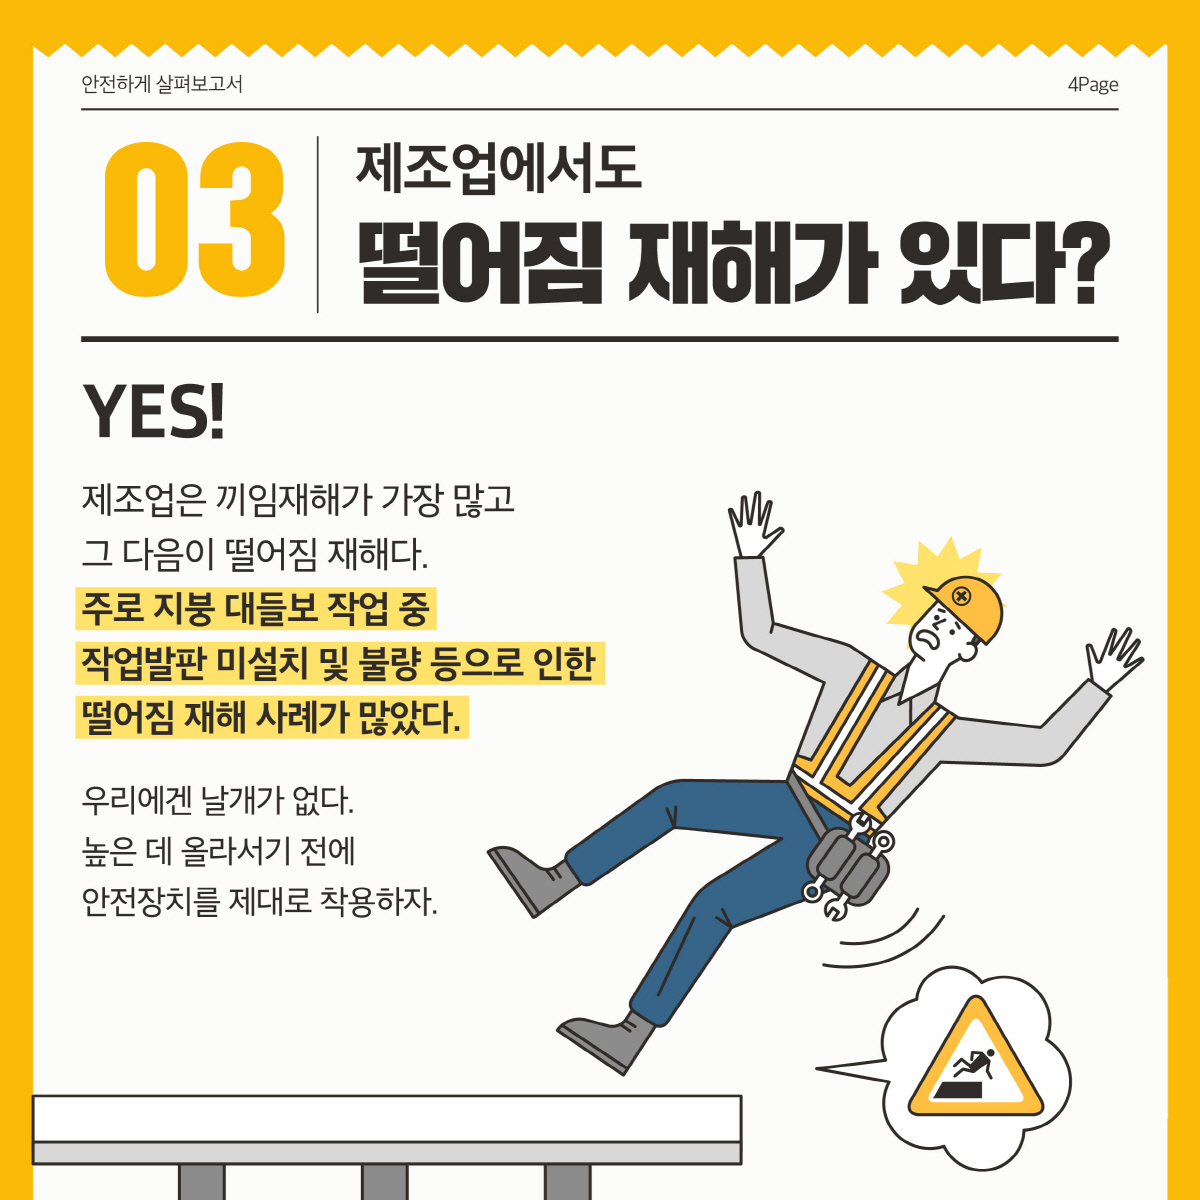 안전하게 살펴보고서
4Page
03
제조업에서도
떨어짐 재해가 있다?
YES!
제조업은 끼임재해가 가장 많고
그 다음이 떨어짐 재해다.
주로 지붕 대들보 작업 중
작업발판 미설치 및 불량 등으로 인한
떨어짐 재해 사례가 많았다.
우리에겐 날개가 없다.
높은 데 올라서기 전에
안전장치를 제대로 착용하자.